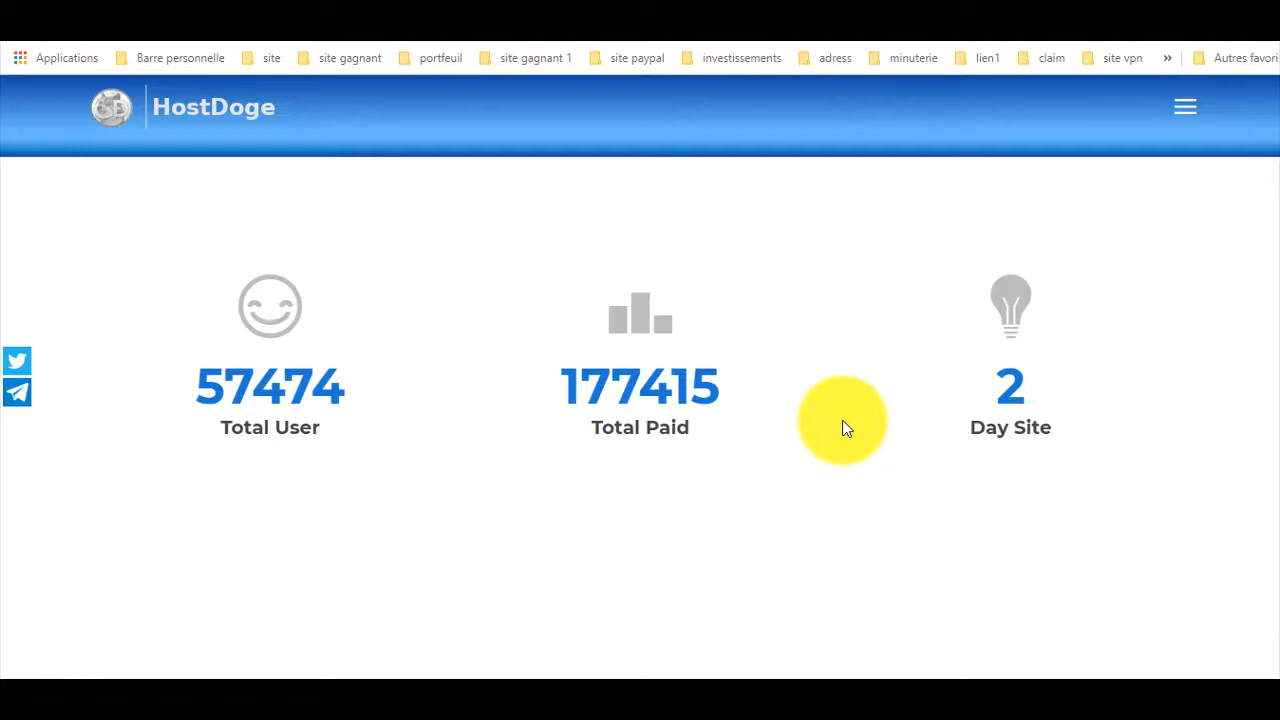 Applications Barre personnelle site site gagnant portfeuil site gagnant 1 site paypal investissements adress minuterie lien1 claim site vpn » Autres favori
HostDoge
57474 177415 2
Total User Total Paid Day Site